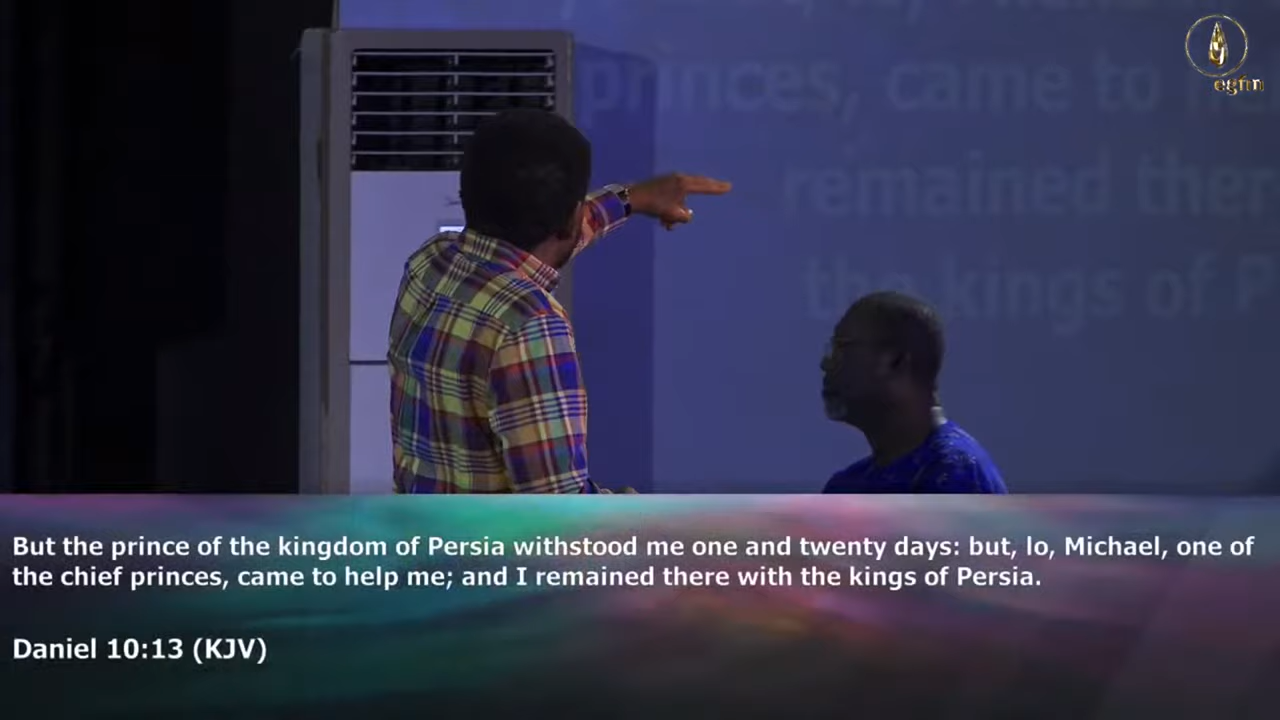 princes, came to
remained ther
the kings of P
egfm
But the prince of the kingdom of Persia withstood me one and twenty days: but, lo, Michael, one of
the chief princes, came to help me; and I remained there with the kings of Persia.
Daniel 10:13 (KJV)